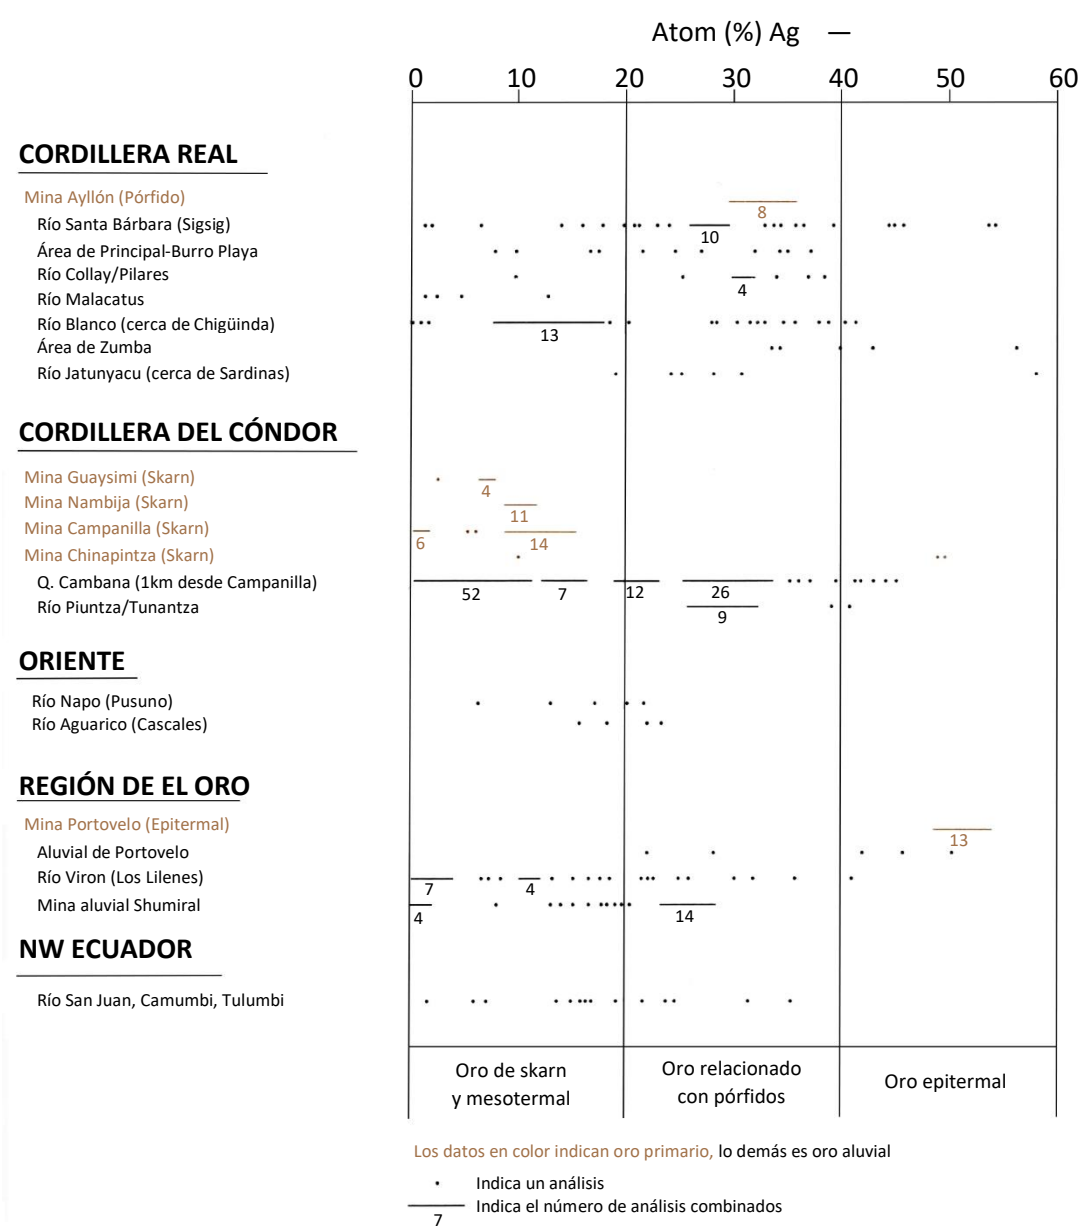 Atom (%) Ag —
0 10 20 30 40 50 60
CORDILLERA REAL
Mina Ayllón (Pórfido)
8
Río Santa Bárbara (Sigsig)
10
Área de Principal-Burro Playa
Río Collay/Pilares
4
Río Malacatus
Río Blanco (cerca de Chigüinda)
13
Área de Zumba
Río Jatunyacu (cerca de Sardinas)
CORDILLERA DEL CÓNDOR
Mina Guaysimi (Skarn)
4
Mina Nambija (Skarn)
11
Mina Campanilla (Skarn)
6 14
Mina Chinapintza (Skarn)
Q. Cambana (1km desde Campanilla)
52 7 12 26
Río Piuntza/Tunantza
9
ORIENTE
Río Napo (Pusuno)
Río Aguarico (Cascales)
REGIÓN DE EL ORO
Mina Portovelo (Epitermal)
13
Aluvial de Portovelo
Río Viron (Los Lilenes)
7 4
Mina aluvial Shumiral
4 14
NW ECUADOR
Río San Juan, Camumbi, Tulumbi
Oro de skarn
y mesotermal
Oro relacionado
con pórfidos
Oro epitermal
Los datos en color indican oro primario, lo demás es oro aluvial
Indica un análisis
Indica el número de análisis combinados
7